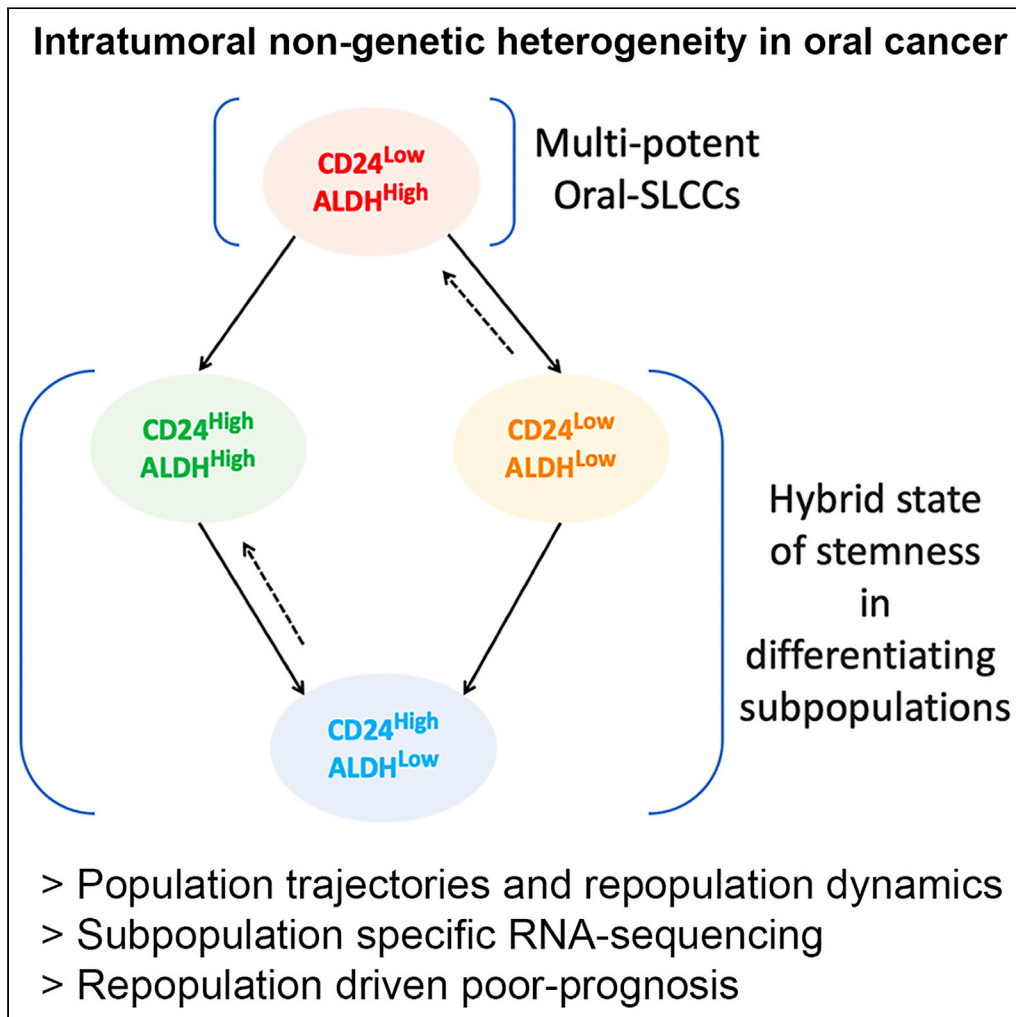 Intratumoral non-genetic heterogeneity in oral cancer
CD24Low
ALDHHigh
Multi-potent
Oral-SLCCs
CD24High
ALDHHigh
CD24Low
ALDHLow
Hybrid state
of stemness
in
differentiating
subpopulations
CD24High
ALDHLow
> Population trajectories and repopulation dynamics
> Subpopulation specific RNA-sequencing
> Repopulation driven poor-prognosis